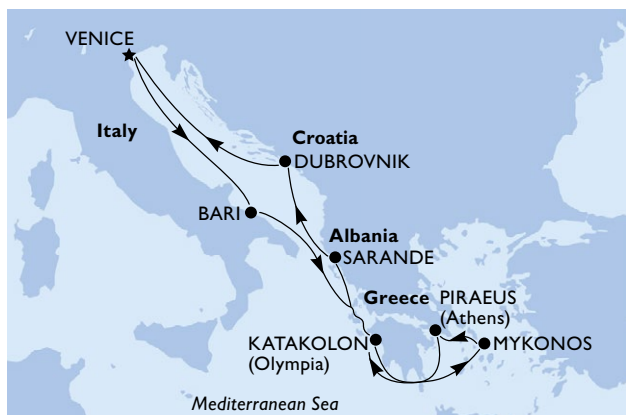 VENICE
Italy
Croatia
DUBROVNIK
BARI
Albania
SARANDE
Greece
PIRAEUS
(Athens)
KATAKOLON
(Olympia)
MYKONOS
Mediterranean Sea